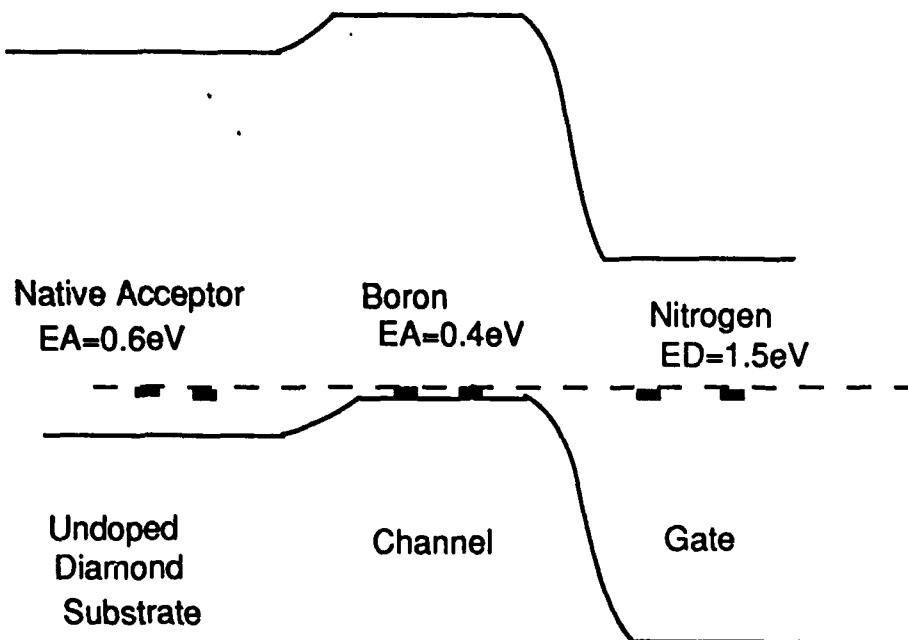 Native Acceptor
EA=0.6eV
Boron
EA=0.4eV
Nitrogen
ED=1.5eV
Undoped
Diamond
Substrate
Channel
Gate